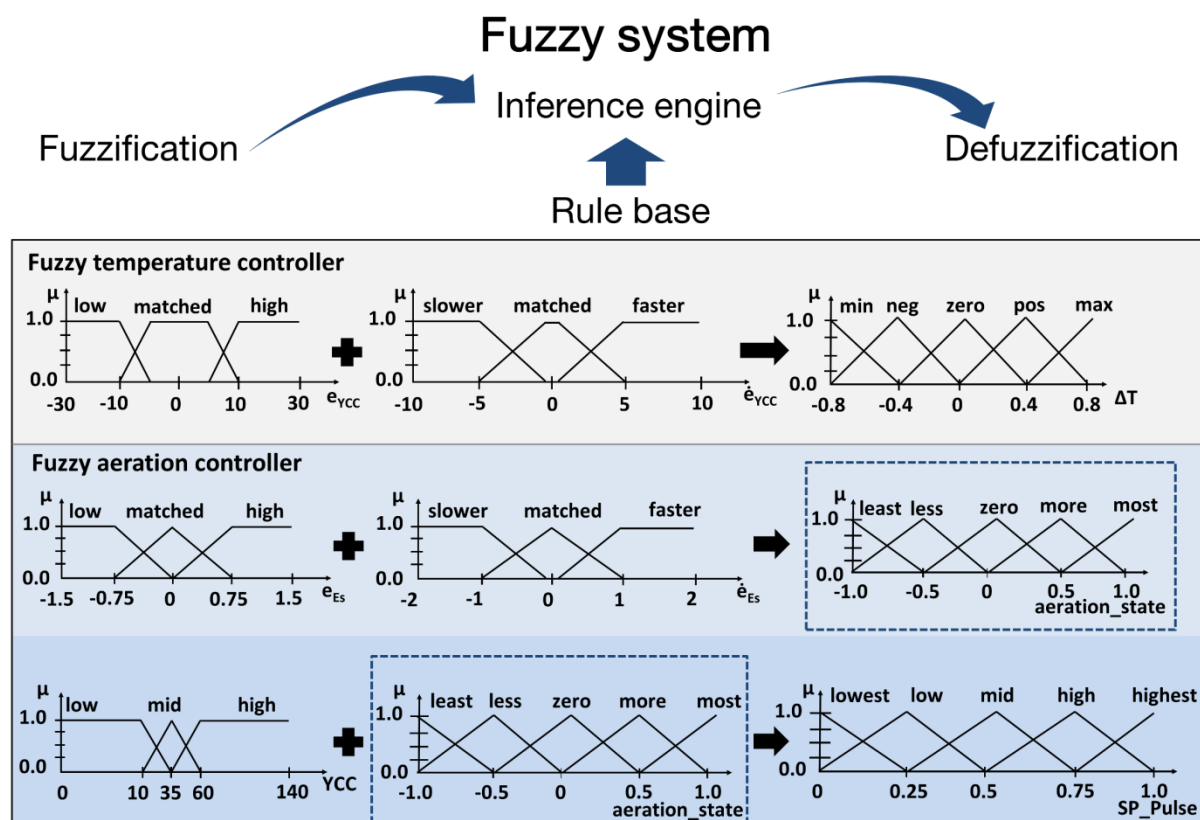 Fuzzy system
Inference engine
Fuzzification
Defuzzification
Rule base
Fuzzy temperature controller
μ low matched high
1.0
0.0
-30 -10 0 10 30 eYCC
μ slower matched faster
1.0
0.0
-10 -5 0 5 10 ėYCC
μ min neg zero pos max
1.0
0.0
-0.8 -0.4 0 0.4 0.8 ΔT
Fuzzy aeration controller
μ low matched high
1.0
0.0
-1.5 -0.75 0 0.75 1.5 eEs
μ slower matched faster
1.0
0.0
-2 -1 0 1 2 ėEs
μ least less zero more most
1.0
0.0
-1.0 -0.5 0 0.5 1.0
aeration_state
μ low mid high
1.0
0.0
0 10 35 60 140 YCC
μ least less zero more most
1.0
0.0
-1.0 -0.5 0 0.5 1.0
aeration_state
μ lowest low mid high highest
1.0
0.0
0 0.25 0.5 0.75 1.0
SP_Pulse